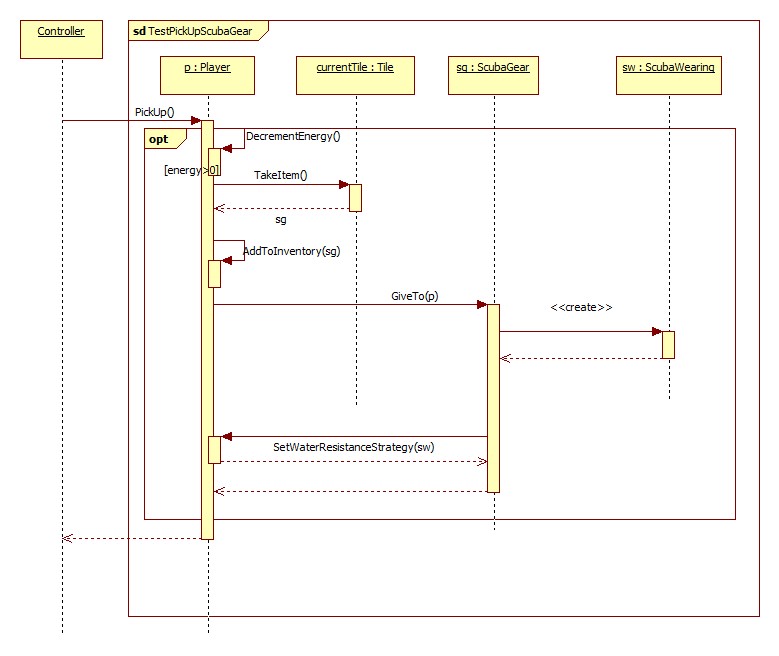 Controller
sd TestPickUpScubaGear
p : Player
currentTile : Tile
sg : ScubaGear
sw : ScubaWearing
PickUp()
opt
DecrementEnergy()
[energy>0]
TakeItem()
sg
AddToInventory(sg)
GiveTo(p)
<<create>>
SetWaterResistanceStrategy(sw)